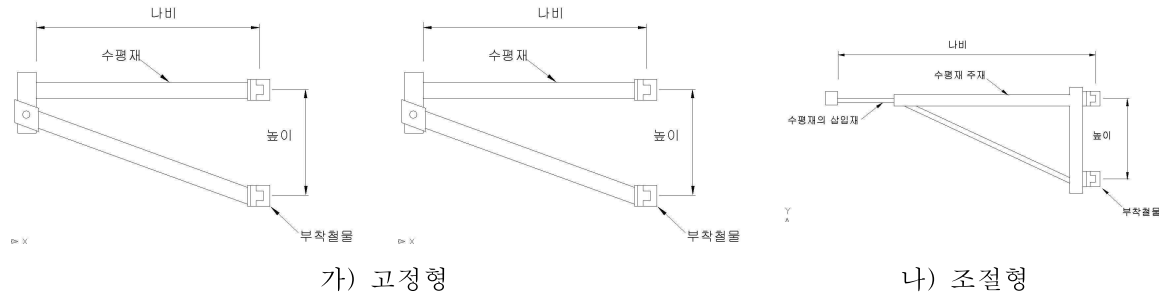 나비
수평재
높이
부착철물
X
나비
수평재
높이
부착철물
X
나비
수평재 주재
수평재의 삽입재
높이
부착철물
Y
가) 고정형
나) 조절형